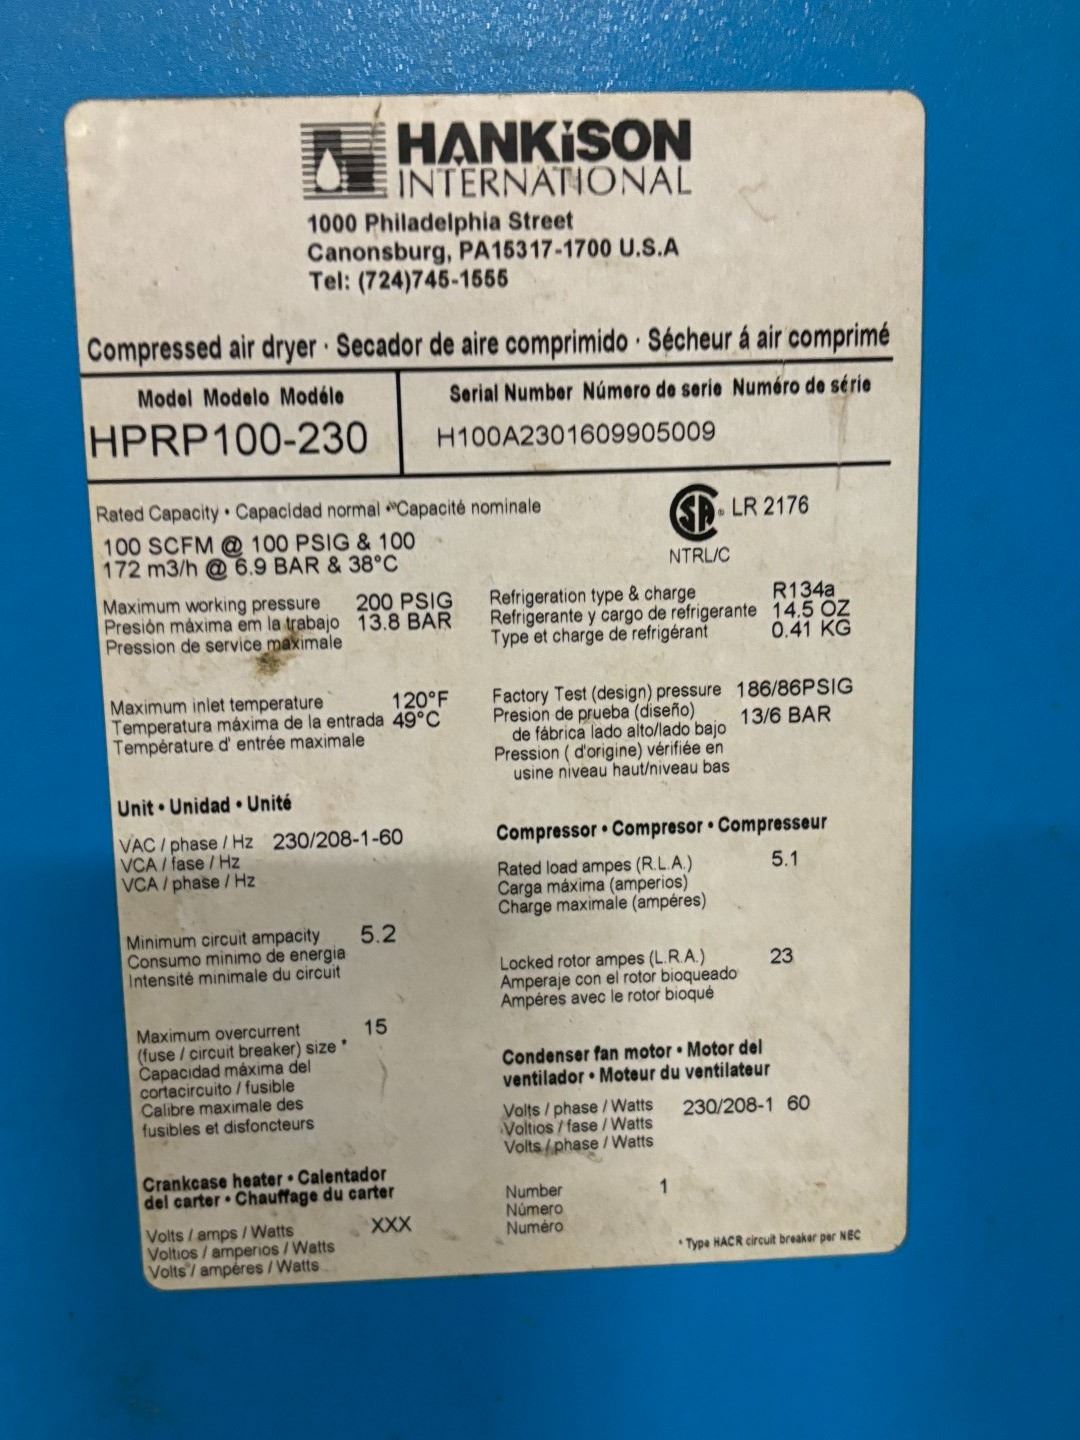 HANKiSON
INTERNATIONAL
1000 Philadelphia Street
Canonsburg, PA15317-1700 U.S.A
Tel: (724)745-1555
Compressed air dryer · Secador de aire comprimido · Sécheur á air comprimé
Model Modelo Modéle
HPRP100-230
Serial Number Número de serie Numéro de série
H100A2301609905009
Rated Capacity • Capacidad normal • Capacité nominale
100 SCFM @ 100 PSIG & 100
172 m3/h @ 6.9 BAR & 38°C
SA ® LR 2176
NTRL/C
Maximum working pressure 200 PSIG
Presión máxima em la trabajo 13.8 BAR
Pression de service maximale
Refrigeration type & charge R134a
Refrigerante y cargo de refrigerante 14.5 OZ
Type et charge de refrigérant 0.41 KG
Maximum inlet temperature 120°F
Temperatura máxima de la entrada 49°C
Température d' entrée maximale
Factory Test (design) pressure 186/86PSIG
Presion de prueba (diseño) 13/6 BAR
de fábrica lado alto/lado bajo
Pression ( d'origine) vérifiée en
usine niveau haut/niveau bas
Unit • Unidad • Unité
VAC / phase / Hz 230/208-1-60
VCA / fase / Hz
VCA / phase / Hz
Compressor • Compresor • Compresseur
Rated load ampes (R.L.A.) 5.1
Carga máxima (amperios)
Charge maximale (ampéres)
Minimum circuit ampacity 5.2
Consumo minimo de energia
Intensité minimale du circuit
Locked rotor ampes (L.R.A.) 23
Amperaje con el rotor bioqueado
Ampéres avec le rotor bioqué
Maximum overcurrent 15
(fuse / circuit breaker) size *
Capacidad máxima del
cortacircuito / fusible
Calibre maximale des
fusibles et disfoncteurs
Condenser fan motor • Motor del
ventilador • Moteur du ventilateur
Volts / phase / Watts 230/208-1 60
Voltios / fase / Watts
Volts / phase / Watts
Crankcase heater • Calentador
del carter • Chauffage du carter
Volts / amps / Watts XXX
Voltios / amperios / Watts
Volts / ampéres / Watts
Number 1
Número
Numéro
* Type HACR circuit breaker per NEC